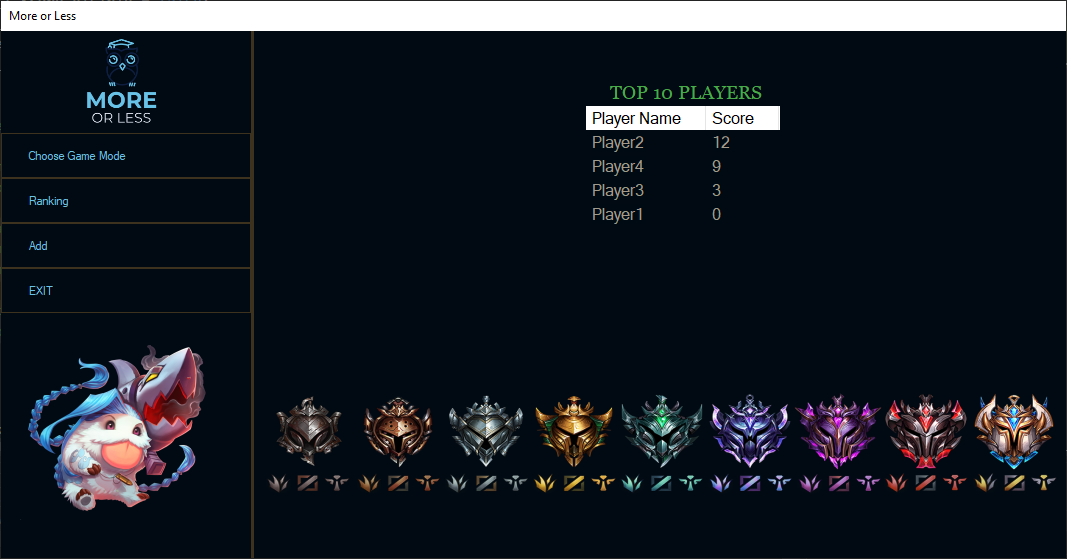 More or Less
MORE
OR LESS
Choose Game Mode
Ranking
Add
EXIT
TOP 10 PLAYERS
Player Name Score
Player2 12
Player4 9
Player3 3
Player1 0